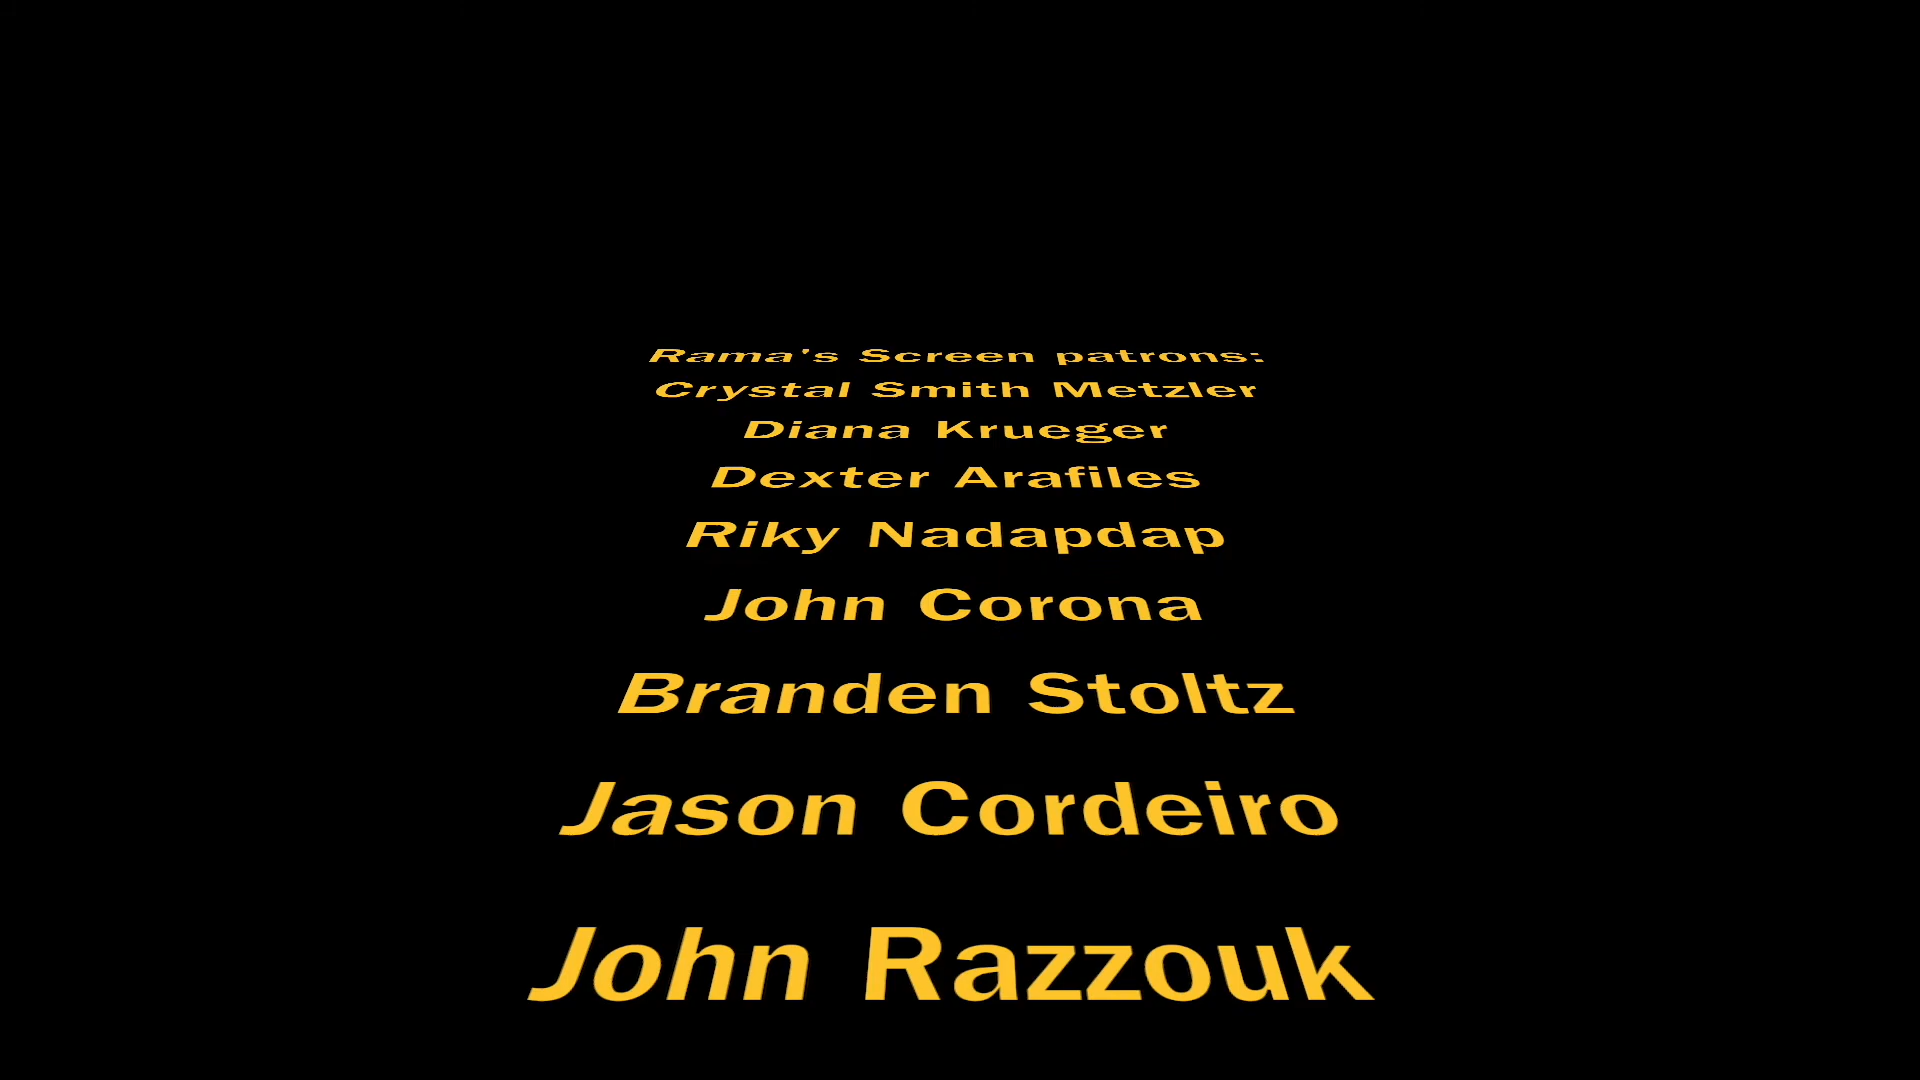 Rama's Screen patrons:
Crystal Smith Metzler
Diana Krueger
Dexter Arafiles
Riky Nadapdap
John Corona
Branden Stoltz
Jason Cordeiro
John Razzouk